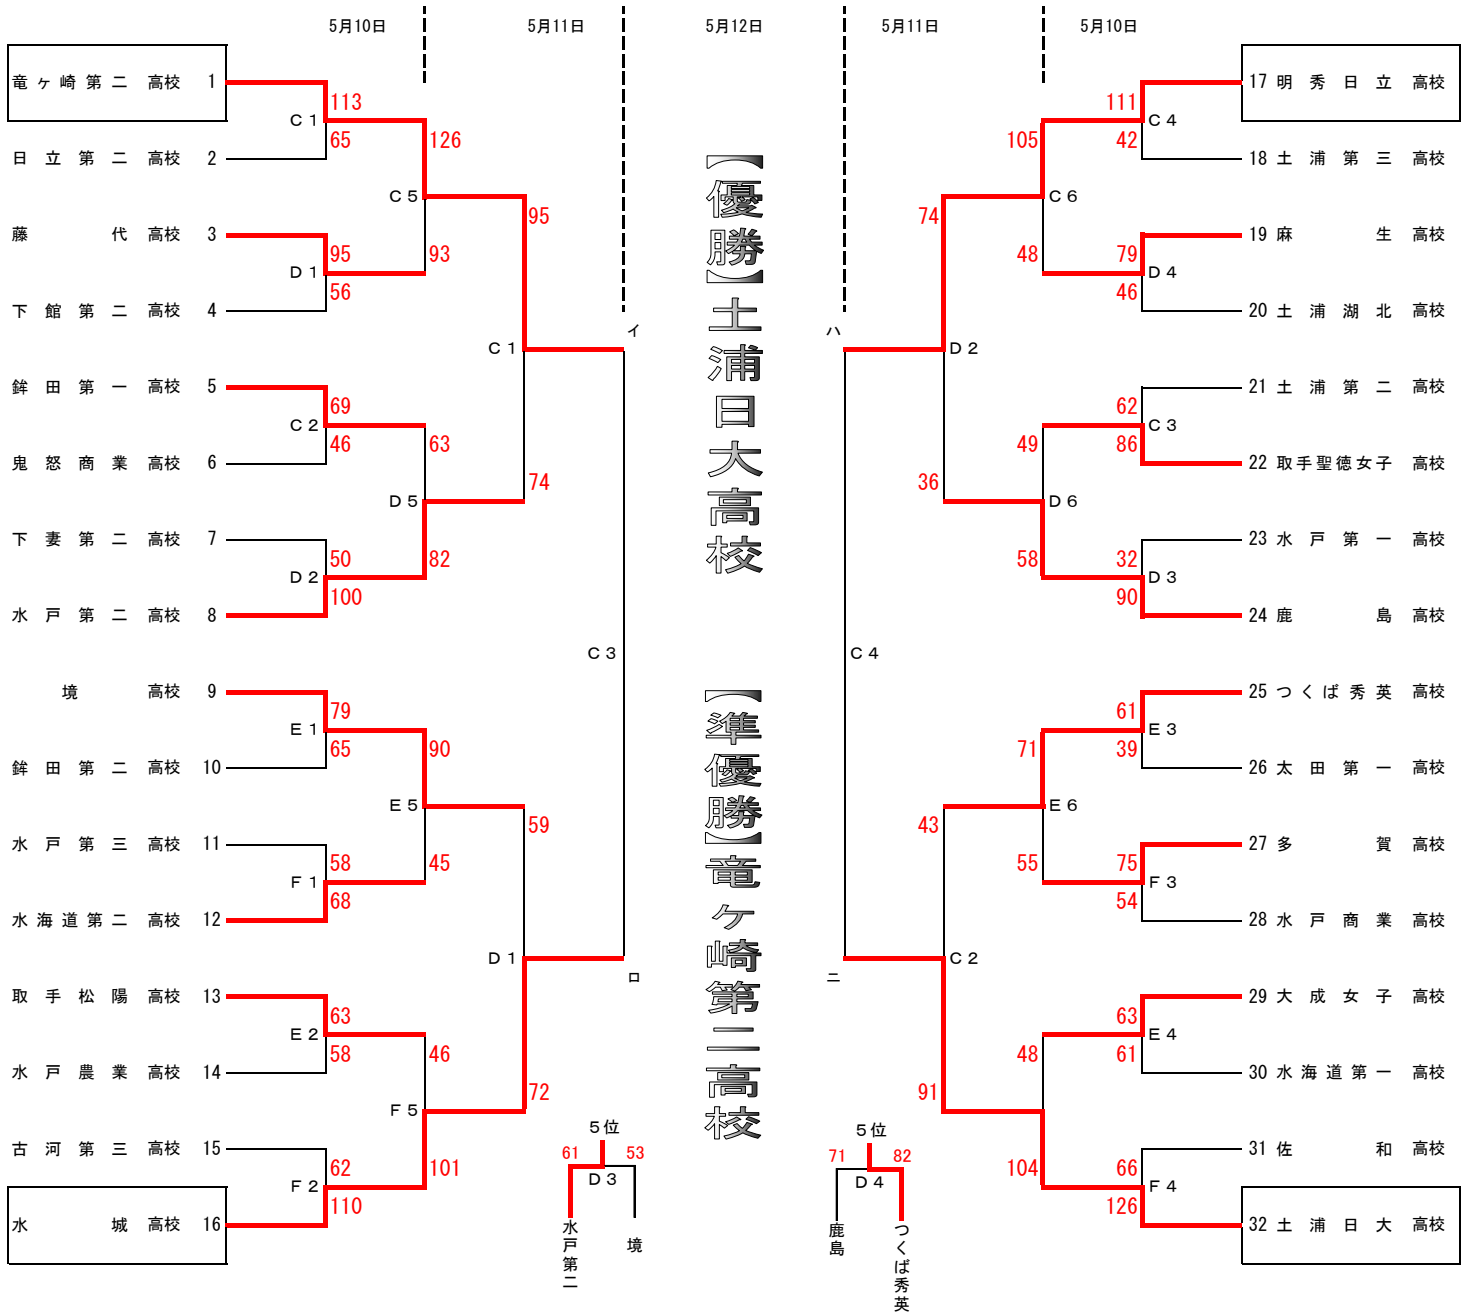 5月10日 5月11日 5月12日 5月11日 5月10日
竜ヶ崎第二 高校 1
113
C1
65
日立第二 高校 2
126
C5
藤代 高校 3
95
D1
56
93
下館第二 高校 4
95
C1
鉾田第一 高校 5
69
C2
46
63
鬼怒商業 高校 6
D5
74
下妻第二 高校 7
50
D2
100
82
水戸第二 高校 8
イ
C3
ロ
境 高校 9
79
E1
65
90
鉾田第二 高校 10
E5
59
水戸第三 高校 11
58
F1
68
45
水海道第二 高校 12
D1
取手松陽 高校 13
63
E2
58
46
水戸農業 高校 14
F5
72
古河第三 高校 15
62
F2
110
101
水城 高校 16
【優勝】土浦日大高校
【準優勝】竜ヶ崎第二高校
17 明秀日立 高校
111
C4
42
105
18 土浦第三 高校
C6
74
19 麻生 高校
79
D4
46
48
20 土浦湖北 高校
ハ
D2
21 土浦第二 高校
62
C3
86
49
22 取手聖徳女子 高校
D6
36
23 水戸第一 高校
32
D3
90
58
24 鹿島 高校
C4
25 つくば秀英 高校
61
E3
39
71
26 太田第一 高校
E6
43
27 多賀 高校
75
F3
54
55
28 水戸商業 高校
ニ
C2
29 大成女子 高校
63
E4
61
48
30 水海道第一 高校
91
31 佐和 高校
66
F4
126
104
32 土浦日大 高校
5位
61 53
D3
水戸第二
境
5位
71 82
D4
鹿島
つくば秀英